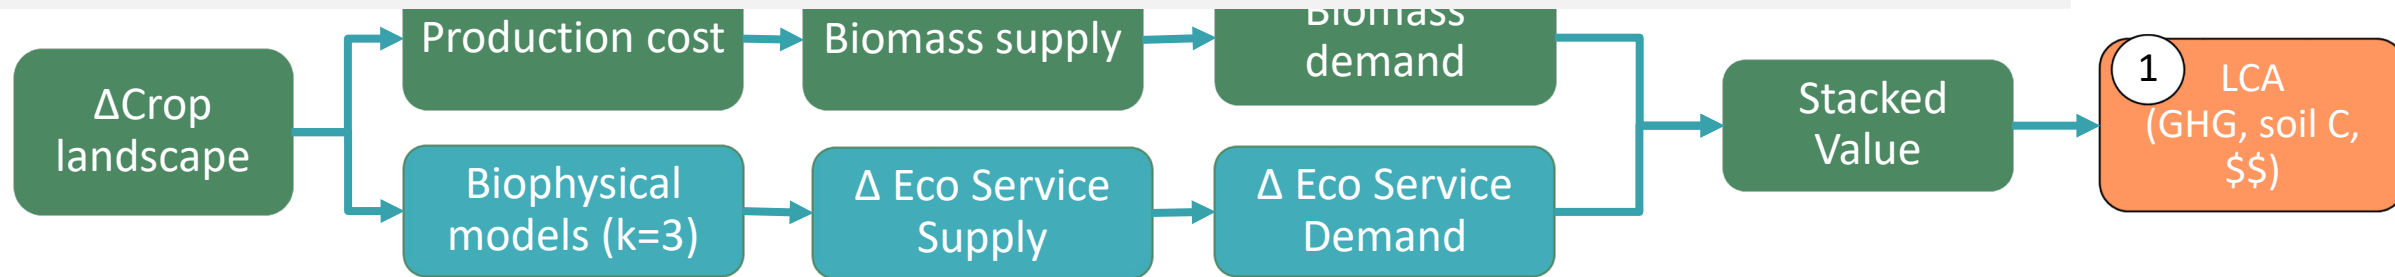 ΔCrop
landscape
Production cost
Biomass supply
Biomass
demand
Biophysical
models (k=3)
Δ Eco Service
Supply
Δ Eco Service
Demand
Stacked
Value
1
LCA
(GHG, soil C,
$$)